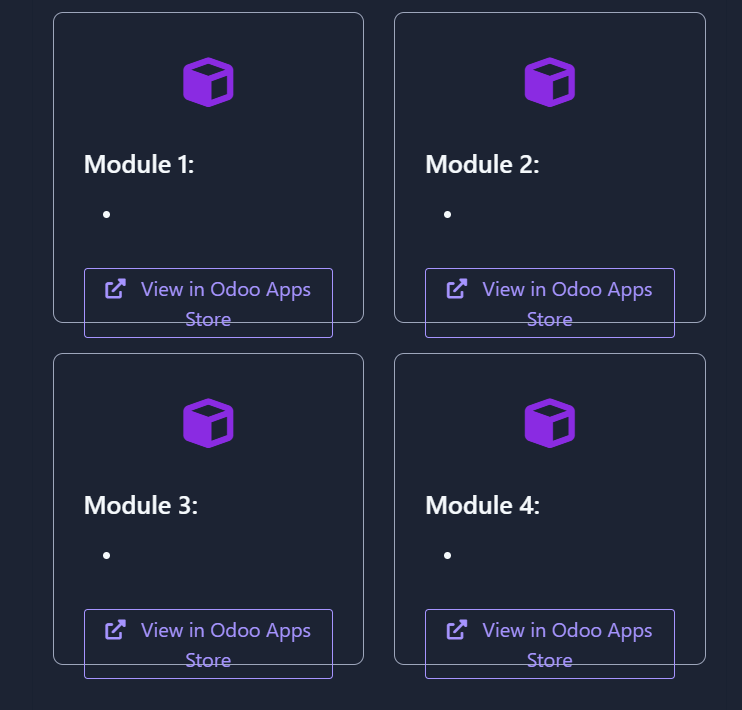 Module 1:
•
View in Odoo Apps
Store
Module 2:
•
View in Odoo Apps
Store
Module 3:
•
View in Odoo Apps
Store
Module 4:
•
View in Odoo Apps
Store